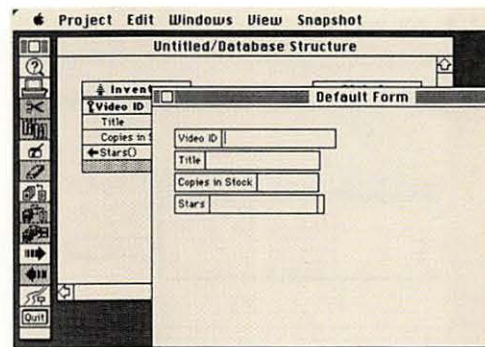 Project Edit Windows View Snapshot
Untitled/Database Structure
Invent
Video ID
Title
Copies in
Stars()
Default Form
Video ID
Title
Copies in Stock
Stars
Quit